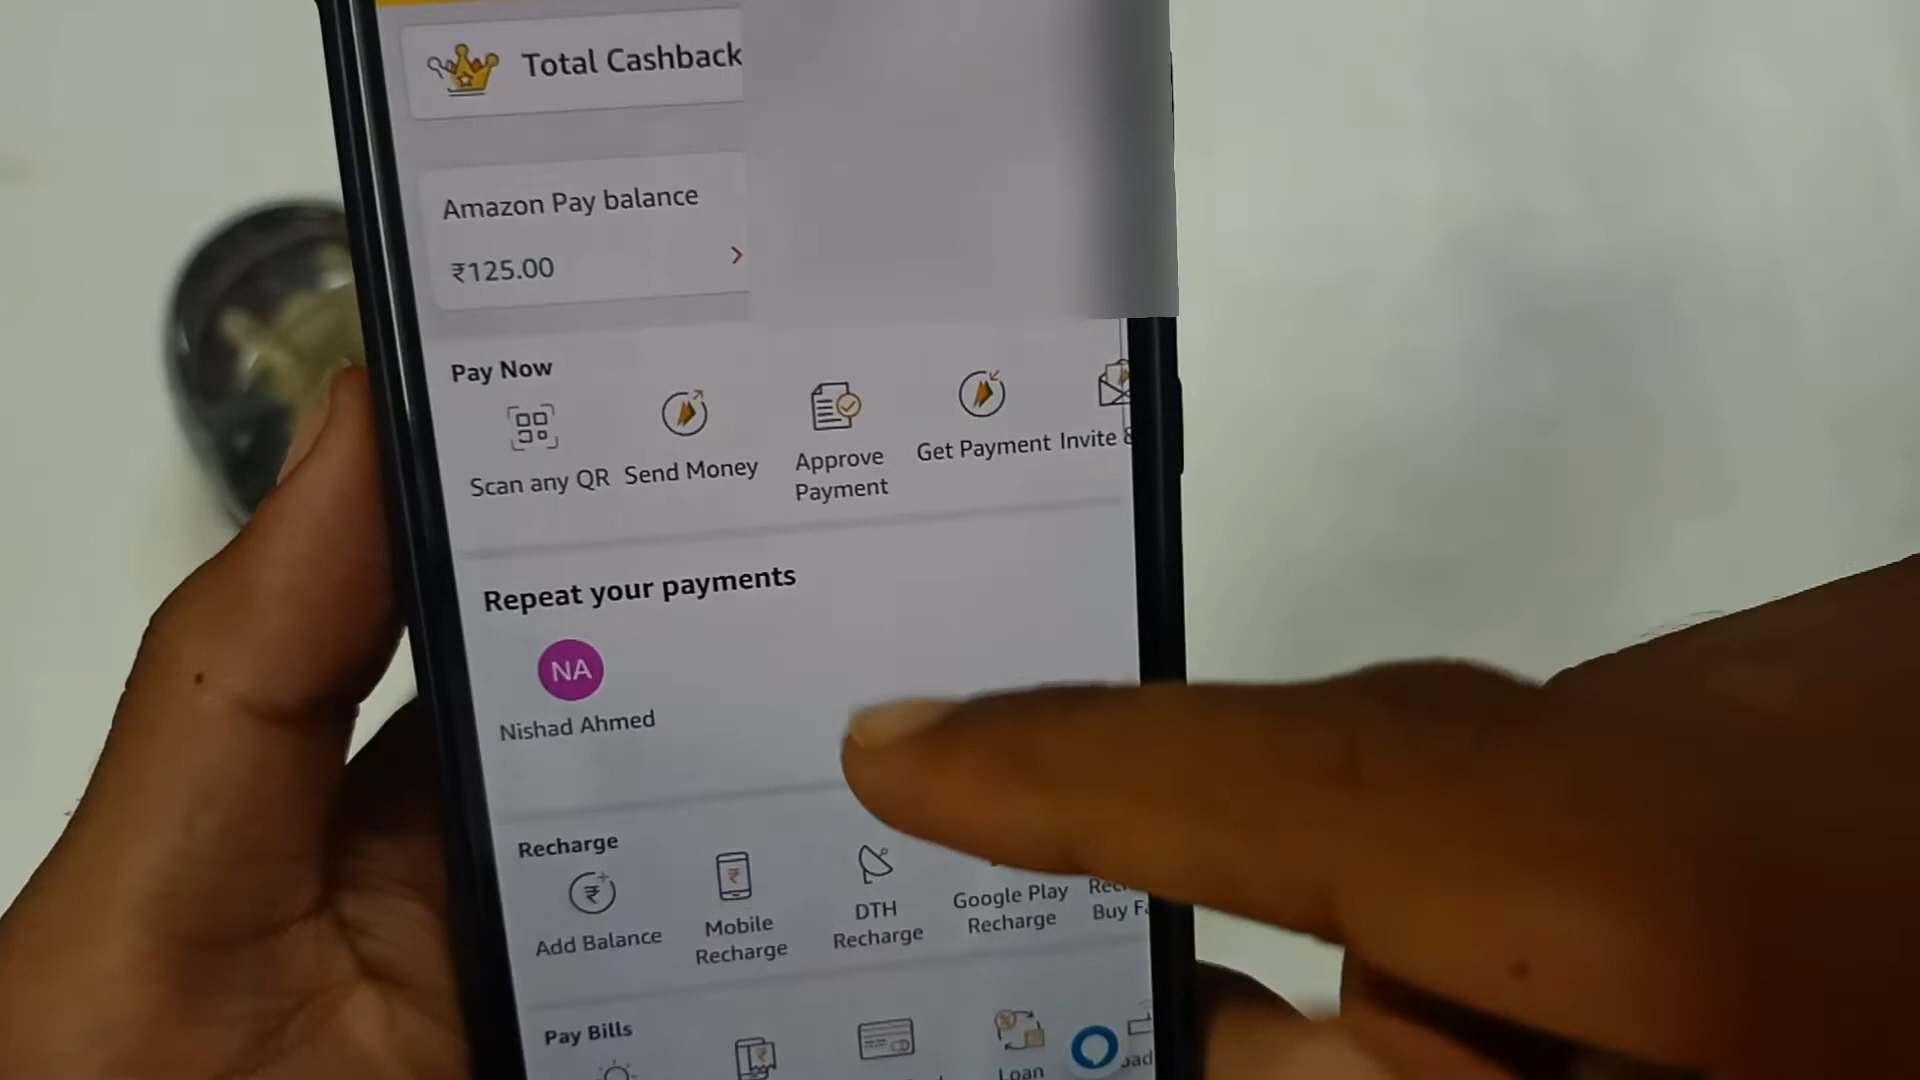 Total Cashback
Amazon Pay balance
₹125.00
Pay Now
Scan any QR
Send Money
Approve
Payment
Get Payment
Invite &
Repeat your payments
NA
Nishad Ahmed
Recharge
Add Balance
Mobile
Recharge
DTH
Recharge
Google Play
Recharge
Buy
Pay Bills
Loan